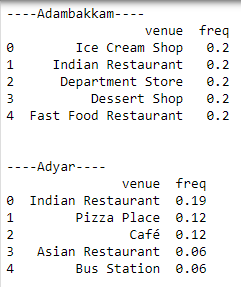 ----Adambakkam----
venue freq
0 Ice Cream Shop 0.2
1 Indian Restaurant 0.2
2 Department Store 0.2
3 Dessert Shop 0.2
4 Fast Food Restaurant 0.2
----Adyar----
venue freq
0 Indian Restaurant 0.19
1 Pizza Place 0.12
2 Café 0.12
3 Asian Restaurant 0.06
4 Bus Station 0.06